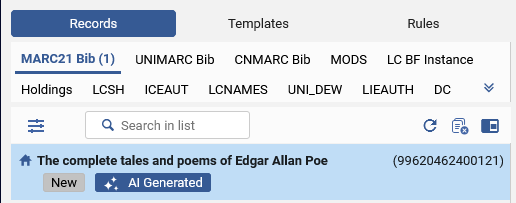 Records Templates Rules
MARC21 Bib (1) UNIMARC Bib CNMARC Bib MODS LC BF Instance
Holdings LCSH ICEAUT LCNAMES UNI_DEW LIEAUTH DC
Search in list
The complete tales and poems of Edgar Allan Poe (99620462400121)
New AI Generated